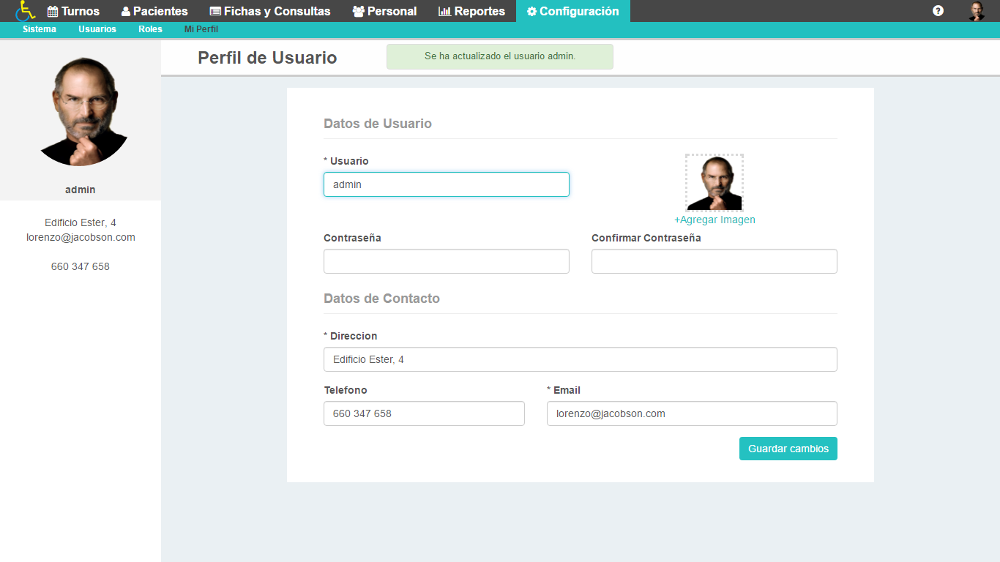 Turnos Pacientes Fichas y Consultas Personal Reportes Configuración
Sistema Usuarios Roles Mi Perfil
Perfil de Usuario
Se ha actualizado el usuario admin.
admin
Edificio Ester, 4
lorenzo@jacobson.com
660 347 658
Datos de Usuario
* Usuario
admin
+Agregar Imagen
Contraseña Confirmar Contraseña
Datos de Contacto
* Direccion
Edificio Ester, 4
Telefono * Email
660 347 658 lorenzo@jacobson.com
Guardar cambios